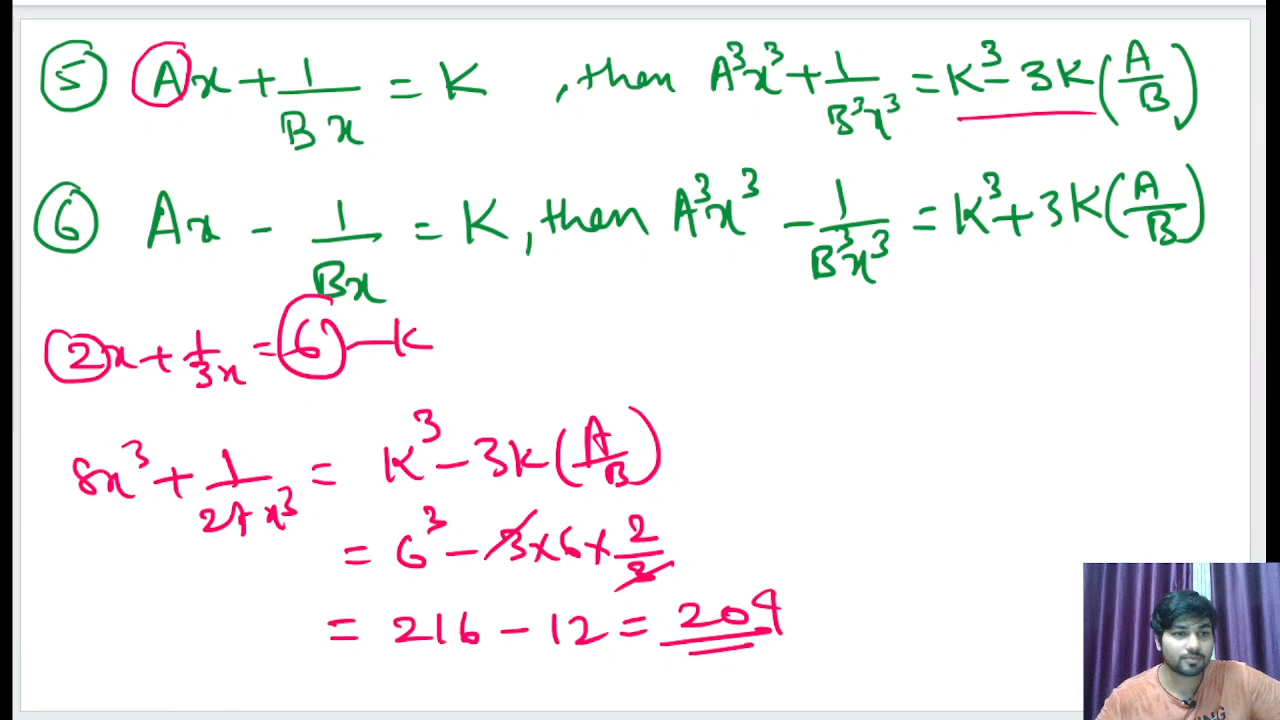 ⑤ Ax + 1/Bx = K , then A³x³ + 1/B³x³ = K³ - 3K(A/B)
⑥ Ax - 1/Bx = K, then A³x³ - 1/B³x³ = K³ + 3K(A/B)
2x + 1/3x = 6 — K
8x³ + 1/27x³ = K³ - 3K(A/B)
= 6³ - 3×6×2/3
= 216 - 12 = 204